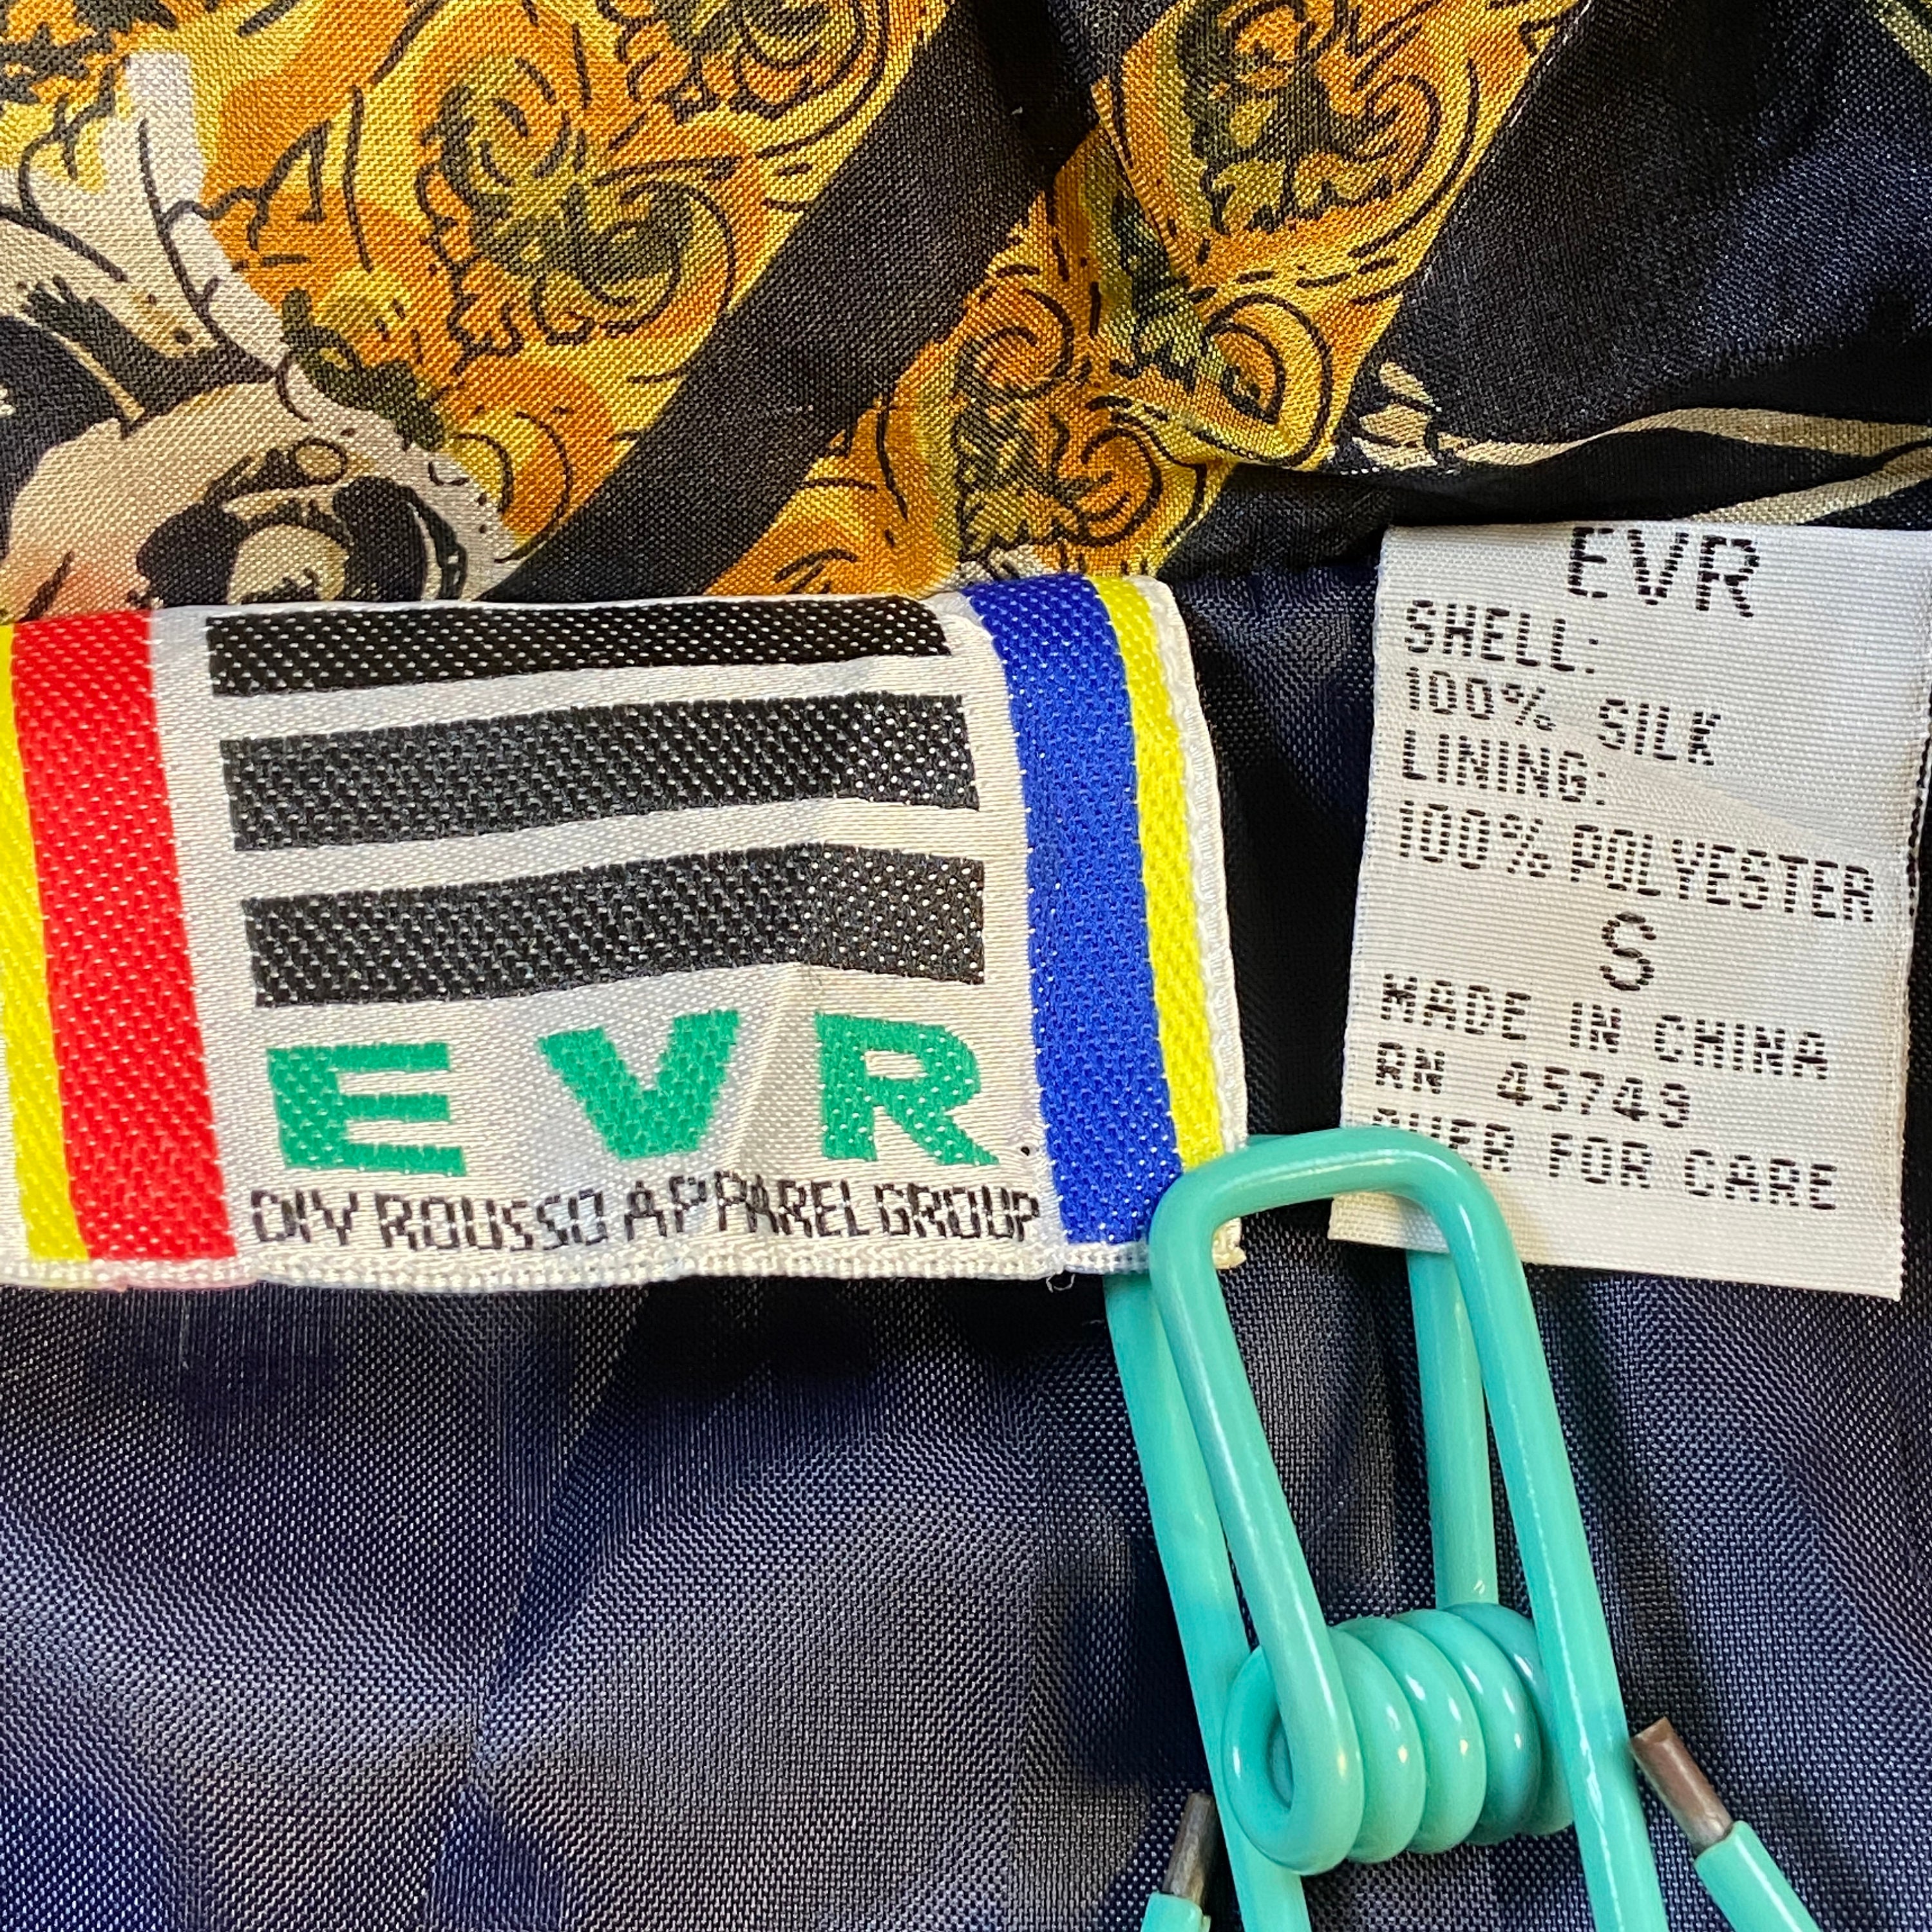 EVR
DIV ROUSSO APPAREL GROUP
EVR
SHELL:
100% SILK
LINING:
100% POLYESTER
S
MADE IN CHINA
RN 45749
OVER FOR CARE